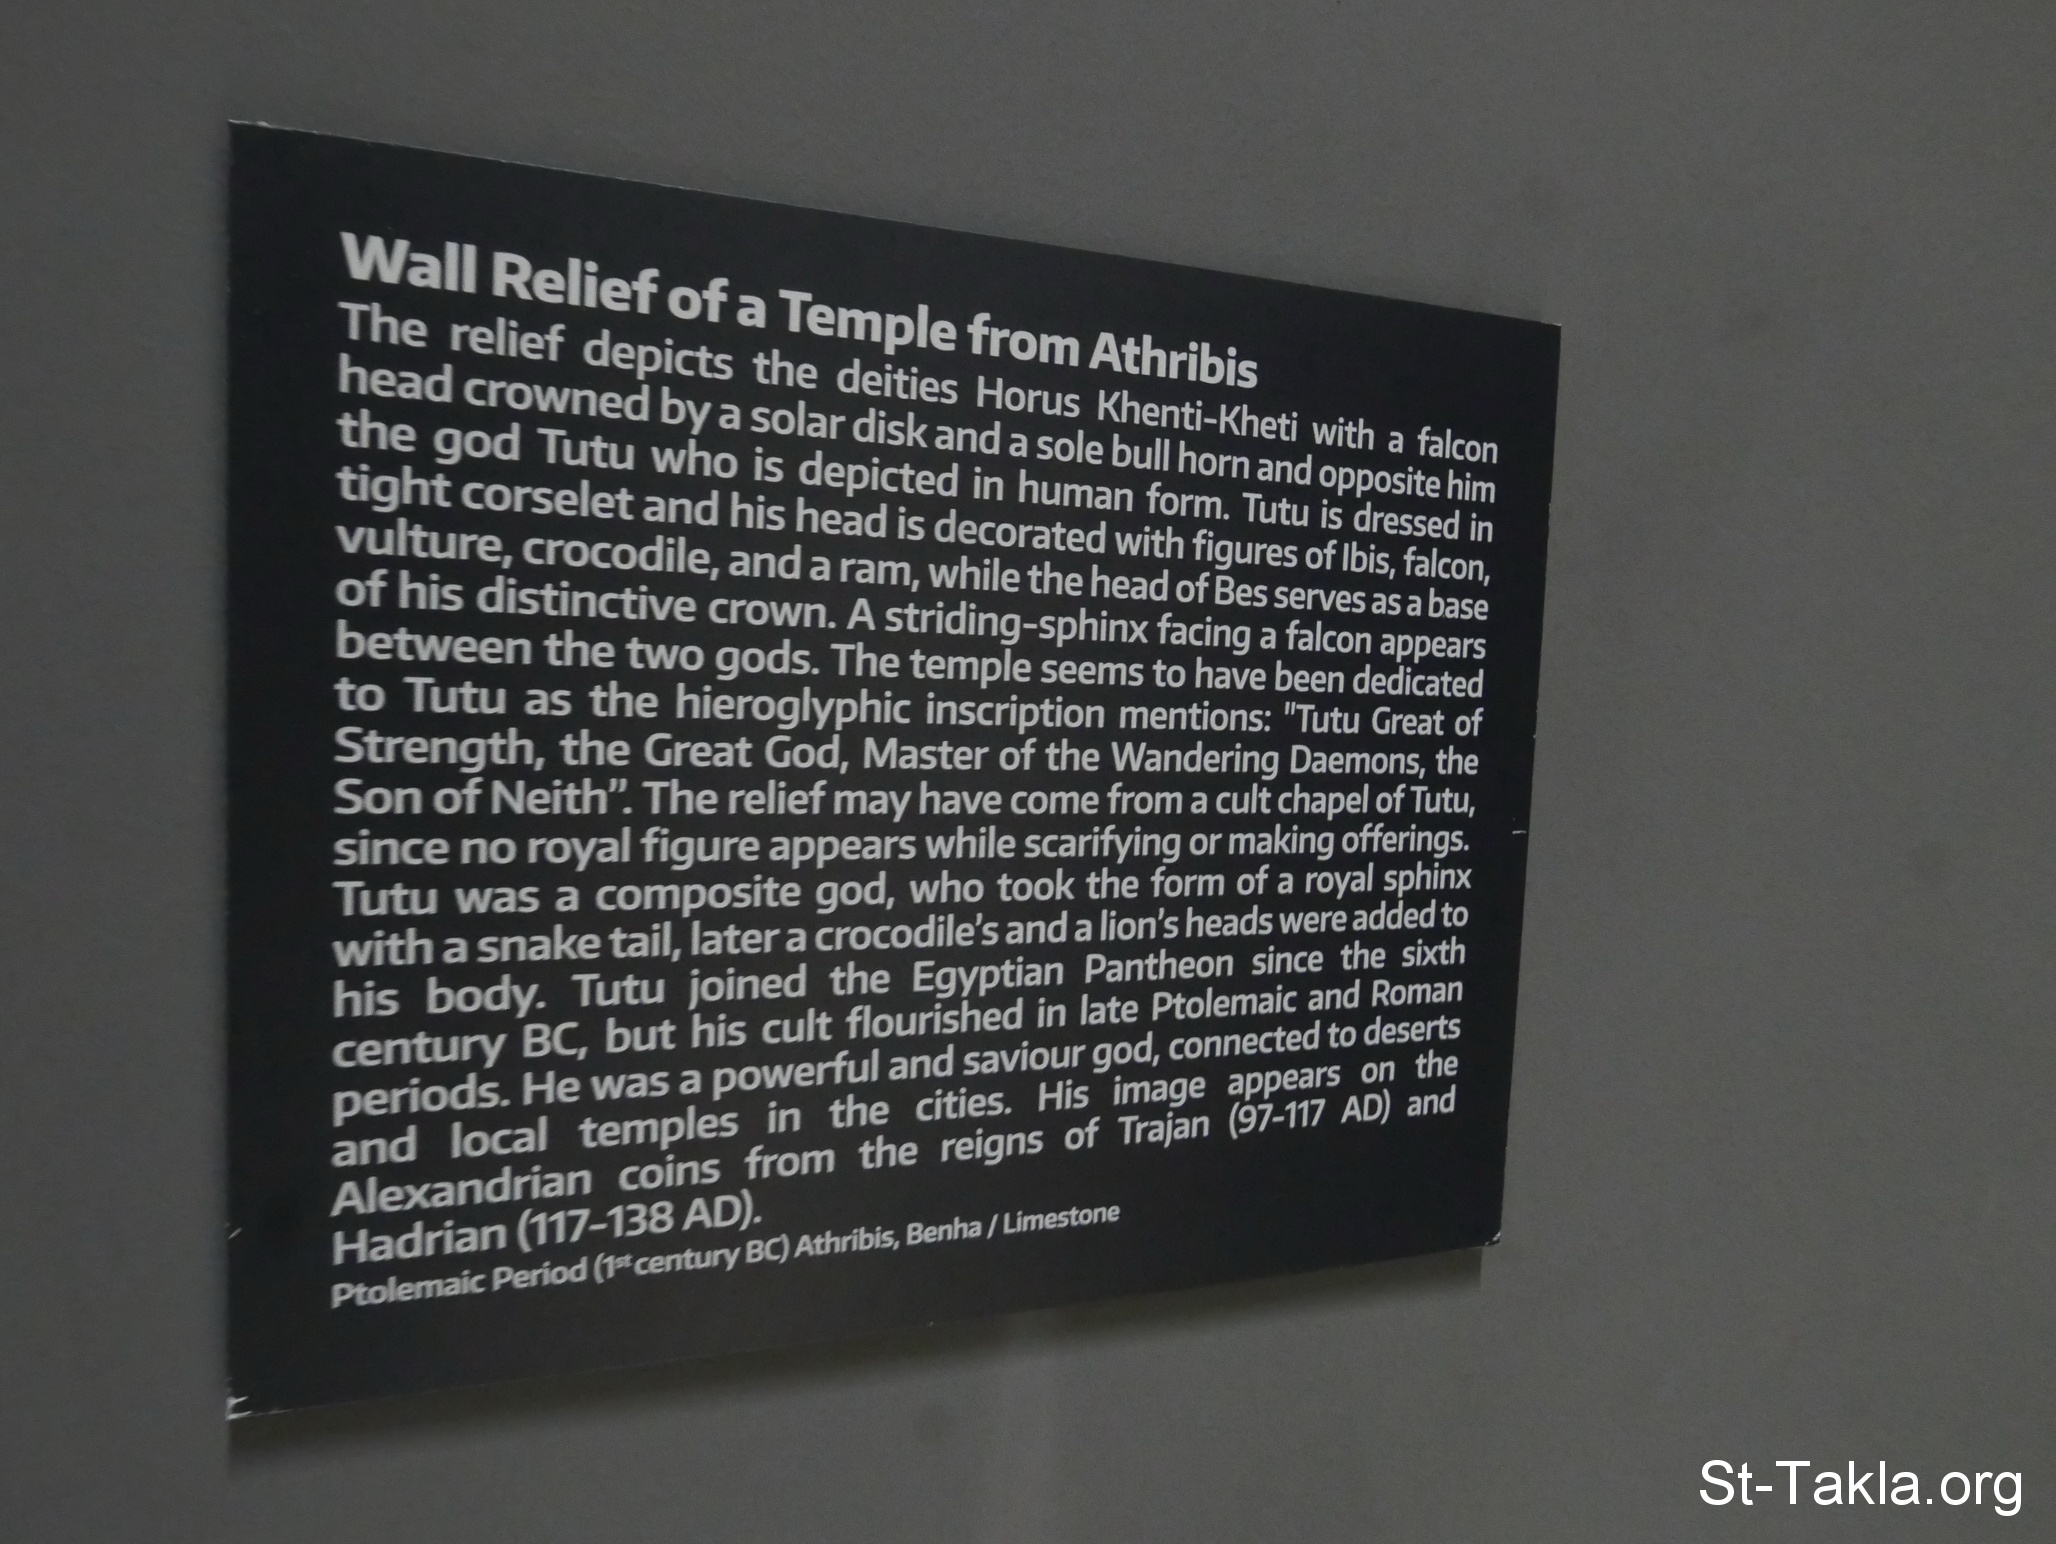 Wall Relief of a Temple from Athribis
The relief depicts the deities Horus Khenti-Kheti with a falcon
head crowned by a solar disk and a sole bull horn and opposite him
the god Tutu who is depicted in human form. Tutu is dressed in
tight corselet and his head is decorated with figures of Ibis, falcon,
vulture, crocodile, and a ram, while the head of Bes serves as a base
of his distinctive crown. A striding-sphinx facing a falcon appears
between the two gods. The temple seems to have been dedicated
to Tutu as the hieroglyphic inscription mentions: "Tutu Great of
Strength, the Great God, Master of the Wandering Daemons, the
Son of Neith”. The relief may have come from a cult chapel of Tutu,
since no royal figure appears while scarifying or making offerings.
Tutu was a composite god, who took the form of a royal sphinx
with a snake tail, later a crocodile’s and a lion’s heads were added to
his body. Tutu joined the Egyptian Pantheon since the sixth
century BC, but his cult flourished in late Ptolemaic and Roman
periods. He was a powerful and saviour god, connected to deserts
and local temples in the cities. His image appears on the
Alexandrian coins from the reigns of Trajan (97-117 AD) and
Hadrian (117-138 AD).
Ptolemaic Period (1st century BC) Athribis, Benha / Limestone
St-Takla.org